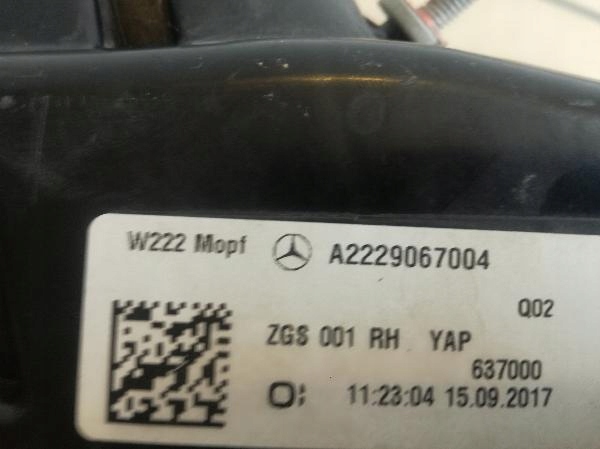 W222 Mopf A2229067004
Q02
ZGS 001 RH YAP
637000
11:23:04 15.09.2017